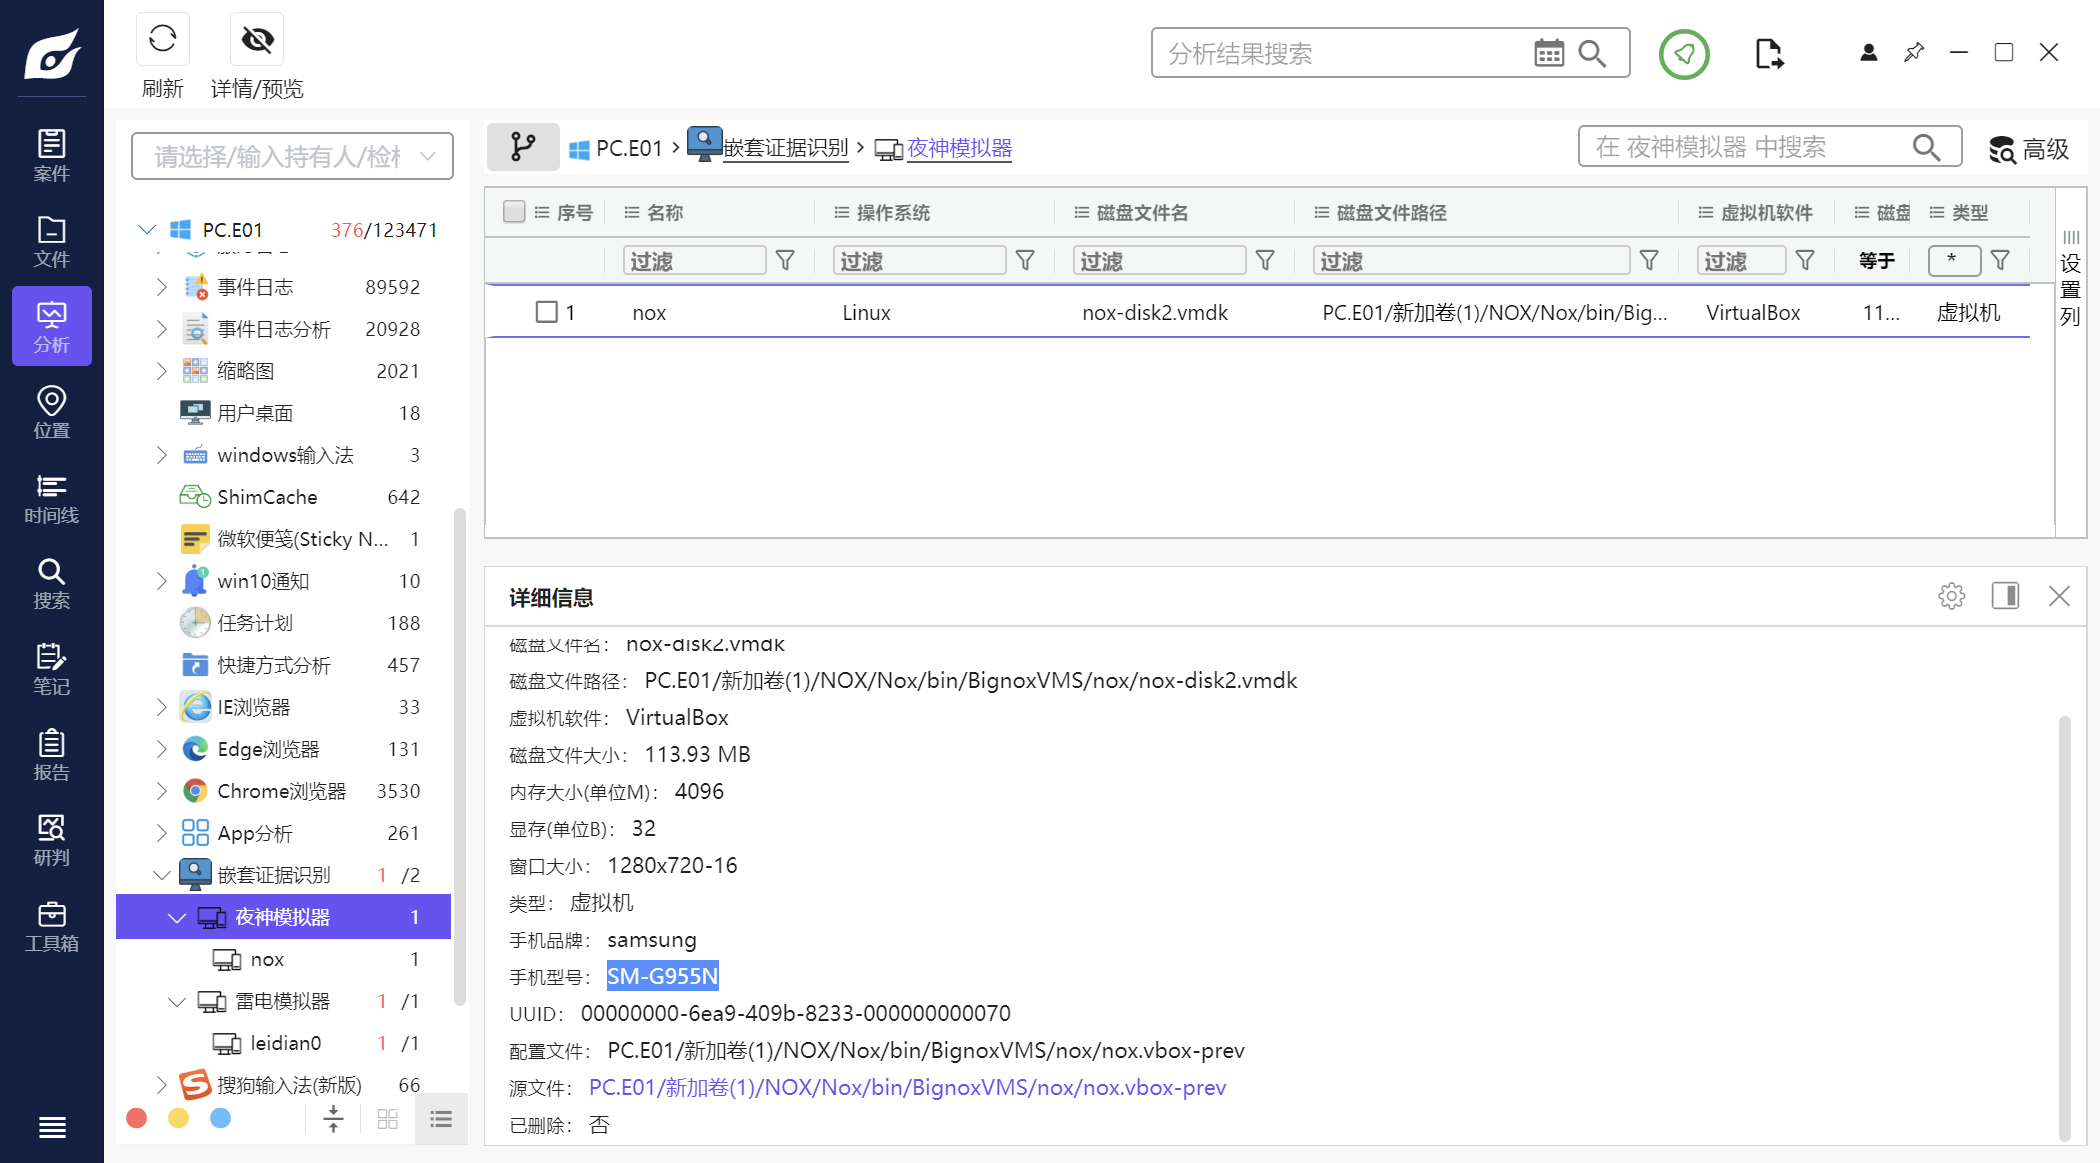 刷新
详情/预览
分析结果搜索
案件
文件
分析
位置
时间线
搜索
笔记
报告
研判
工具箱
请选择/输入持有人/检材
PC.E01 376/123471
事件日志 89592
事件日志分析 20928
缩略图 2021
用户桌面 18
windows输入法 3
ShimCache 642
微软便笺(Sticky N... 1
win10通知 10
任务计划 188
快捷方式分析 457
IE浏览器 33
Edge浏览器 131
Chrome浏览器 3530
App分析 261
嵌套证据识别 1 /2
夜神模拟器 1
nox 1
雷电模拟器 1 /1
leidian0 1 /1
搜狗输入法(新版) 66
PC.E01 › 嵌套证据识别 › 夜神模拟器
在 夜神模拟器 中搜索
高级
序号 名称 操作系统 磁盘文件名 磁盘文件路径 虚拟机软件 磁盘 类型
过滤 过滤 过滤 过滤 过滤 等于 *
1 nox Linux nox-disk2.vmdk PC.E01/新加卷(1)/NOX/Nox/bin/Big... VirtualBox 11... 虚拟机
设置列
详细信息
磁盘文件名： nox-disk2.vmdk
磁盘文件路径： PC.E01/新加卷(1)/NOX/Nox/bin/BignoxVMS/nox/nox-disk2.vmdk
虚拟机软件： VirtualBox
磁盘文件大小： 113.93 MB
内存大小(单位M)： 4096
显存(单位B)： 32
窗口大小： 1280x720-16
类型： 虚拟机
手机品牌： samsung
手机型号： SM-G955N
UUID： 00000000-6ea9-409b-8233-000000000070
配置文件： PC.E01/新加卷(1)/NOX/Nox/bin/BignoxVMS/nox/nox.vbox-prev
源文件： PC.E01/新加卷(1)/NOX/Nox/bin/BignoxVMS/nox/nox.vbox-prev
已删除： 否